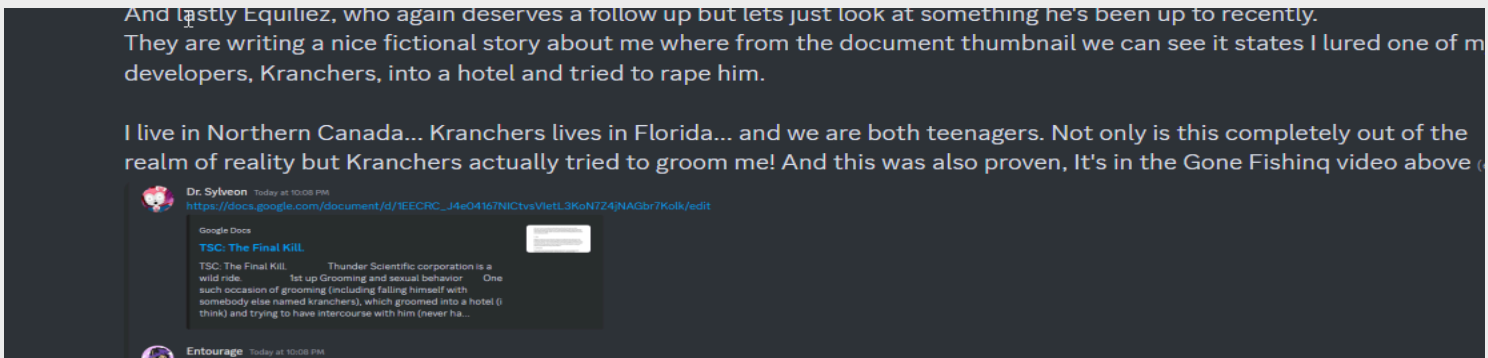 And lastly Equiliez, who again deserves a follow up but lets just look at something he's been up to recently.
They are writing a nice fictional story about me where from the document thumbnail we can see it states I lured one of m
developers, Kranchers, into a hotel and tried to rape him.
I live in Northern Canada... Kranchers lives in Florida... and we are both teenagers. Not only is this completely out of the
realm of reality but Kranchers actually tried to groom me! And this was also proven, It's in the Gone Fishing video above
Dr. Sylveon Today at 10:08 PM
https://docs.google.com/document/d/1EECRC_J4eO4167NICtvsVIetL3KoN7Z4jNAGbr7Kolk/edit
Google Docs
TSC: The Final Kill.
TSC: The Final Kill. Thunder Scientific corporation is a
wild ride. 1st up Grooming and sexual behavior One
such occasion of grooming (including falling himself with
somebody else named kranchers), which groomed into a hotel (i
think) and trying to have intercourse with him (never ha...
Entourage Today at 10:08 PM